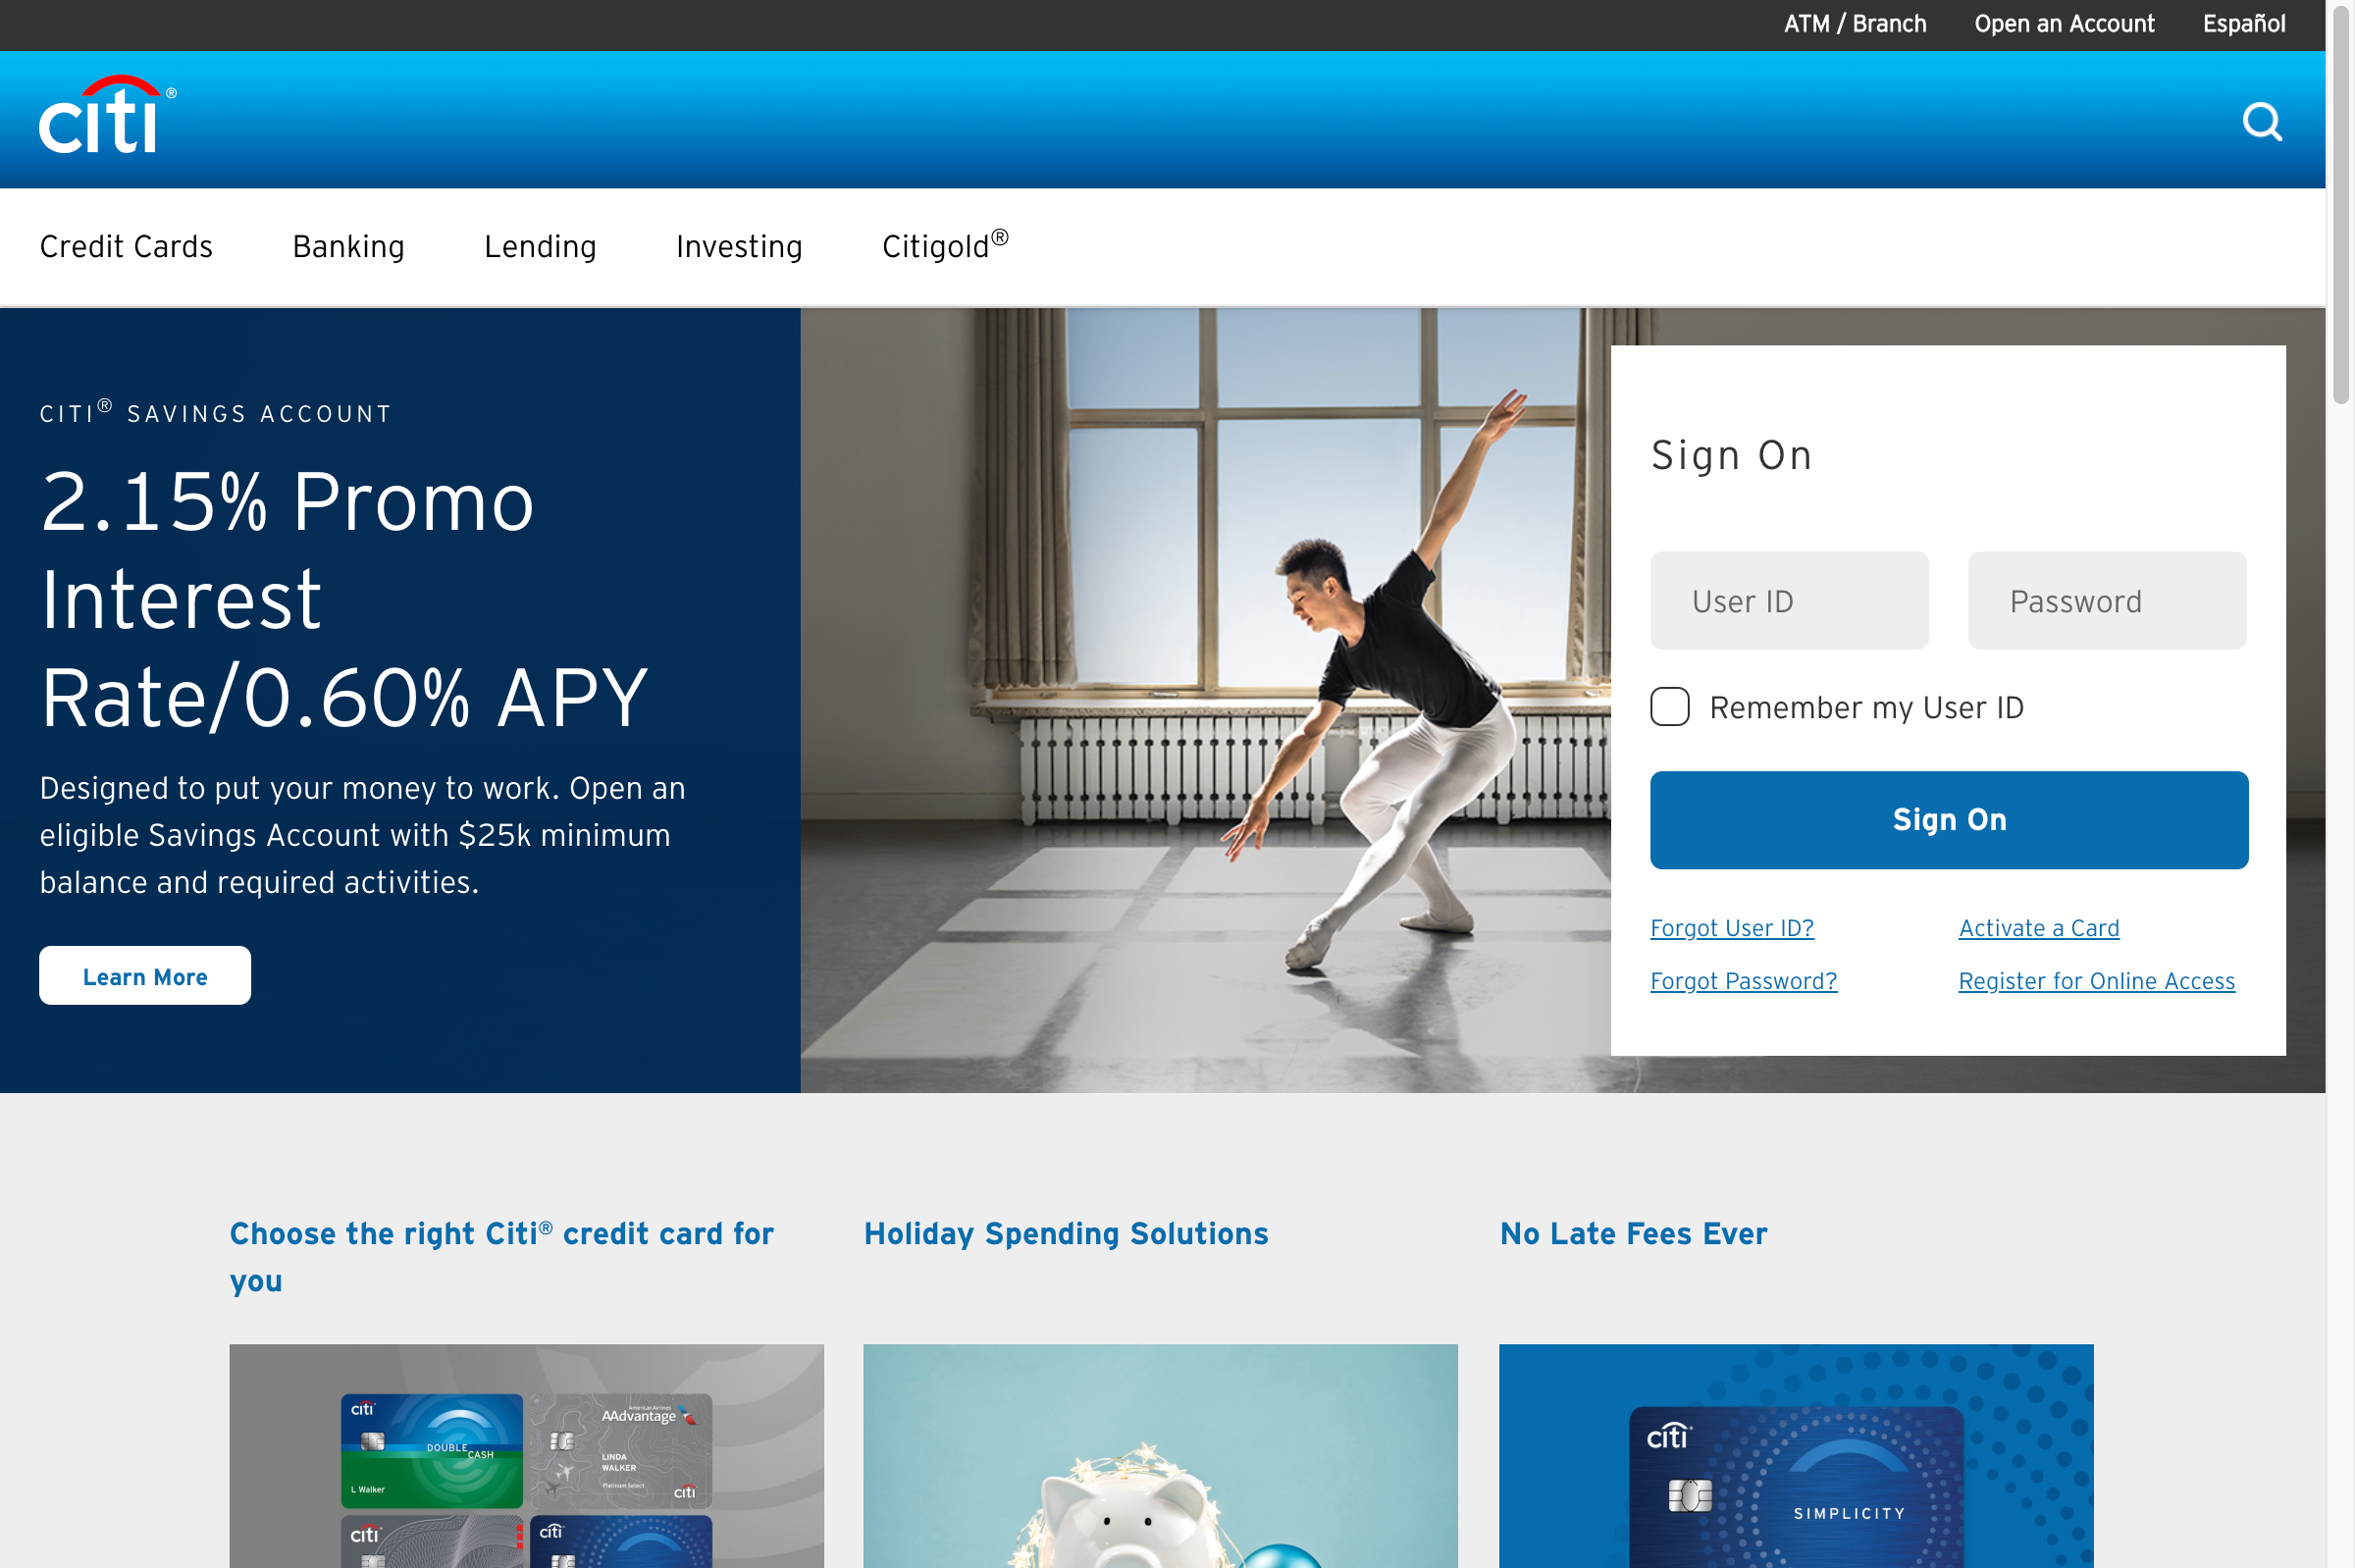 ATM / Branch
Open an Account
Español
citi®
Credit Cards
Banking
Lending
Investing
Citigold®
CITI® SAVINGS ACCOUNT
2.15% Promo
Interest
Rate/0.60% APY
Designed to put your money to work. Open an
eligible Savings Account with $25k minimum
balance and required activities.
Learn More
Sign On
User ID
Password
Remember my User ID
Sign On
Forgot User ID?
Activate a Card
Forgot Password?
Register for Online Access
Choose the right Citi® credit card for
you
Holiday Spending Solutions
No Late Fees Ever
citi
DOUBLE
CASH
L Walker
American Airlines
AAdvantage
LINDA
WALKER
Platinum Select
citi
citi
citi
citi
SIMPLICITY